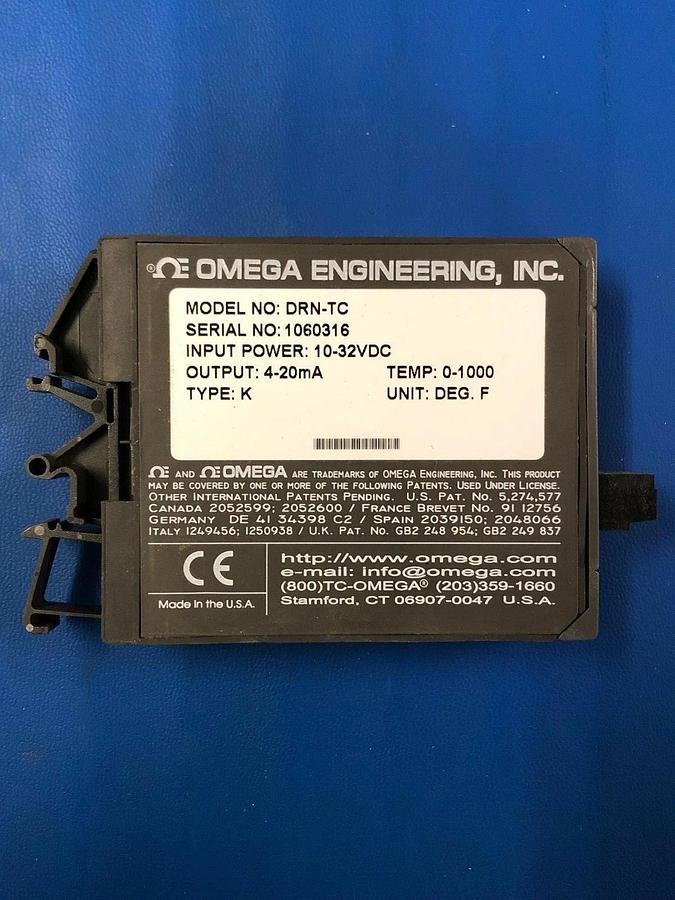 ®ΩE OMEGA ENGINEERING, INC.
MODEL NO: DRN-TC
SERIAL NO: 1060316
INPUT POWER: 10-32VDC
OUTPUT: 4-20mA TEMP: 0-1000
TYPE: K UNIT: DEG. F
ΩE AND ΩE OMEGA ARE TRADEMARKS OF OMEGA ENGINEERING, INC. THIS PRODUCT
MAY BE COVERED BY ONE OR MORE OF THE FOLLOWING PATENTS. USED UNDER LICENSE.
OTHER INTERNATIONAL PATENTS PENDING. U.S. PAT. NO. 5,274,577
CANADA 2052599; 2052600 / FRANCE BREVET NO. 91 12756
GERMANY DE 41 34398 C2 / SPAIN 2039150; 2048066
ITALY 1249456; 1250938 / U.K. PAT. NO. GB2 248 954; GB2 249 837
CE
Made in the U.S.A.
http://www.omega.com
e-mail: info@omega.com
(800)TC-OMEGA® (203)359-1660
Stamford, CT 06907-0047 U.S.A.